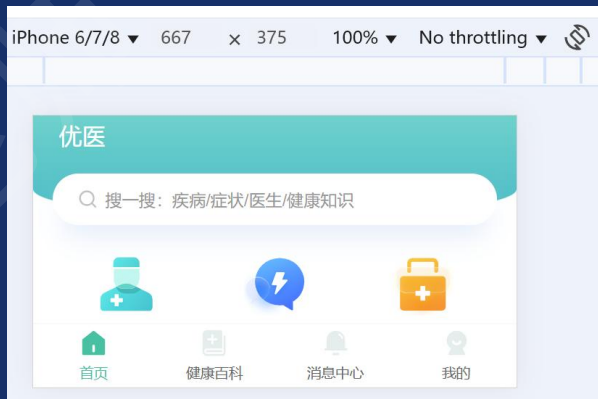 iPhone 6/7/8 ▼ 667 × 375 100% ▼ No throttling ▼
优医
搜一搜：疾病/症状/医生/健康知识
首页 健康百科 消息中心 我的